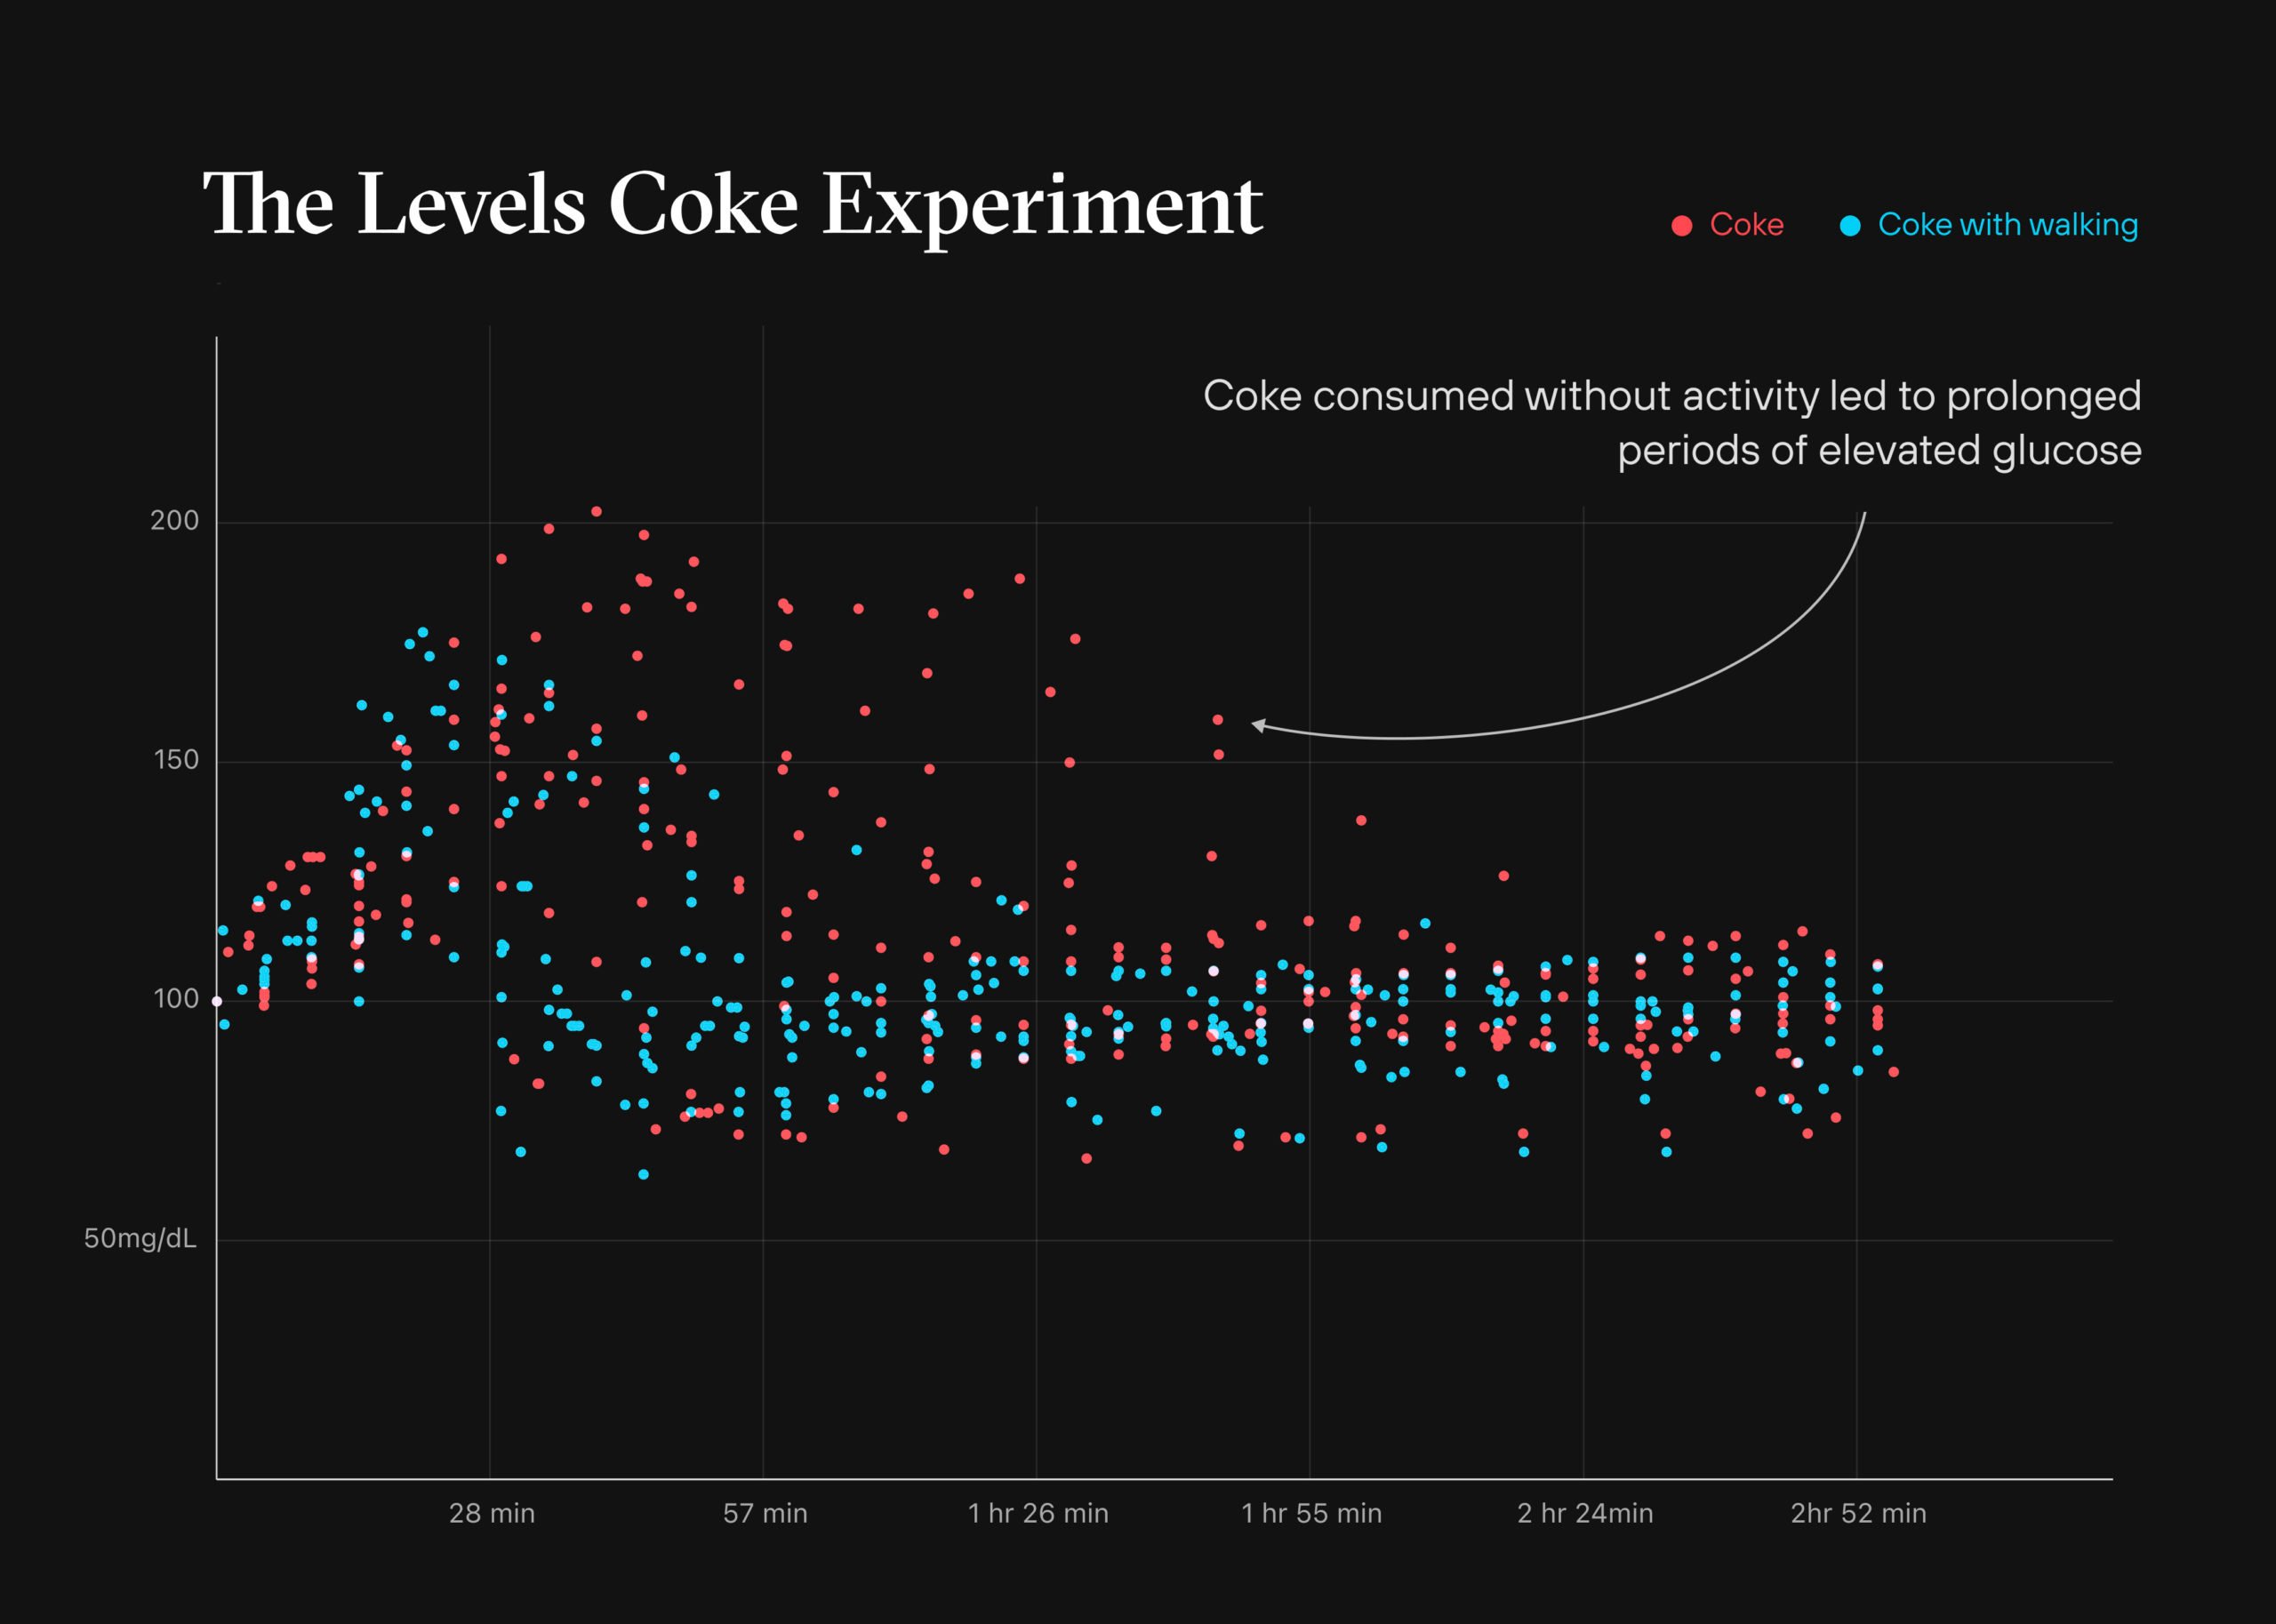 The Levels Coke Experiment
Coke
Coke with walking
Coke consumed without activity led to prolonged
periods of elevated glucose
200
150
100
50mg/dL
28 min
57 min
1 hr 26 min
1 hr 55 min
2 hr 24min
2hr 52 min